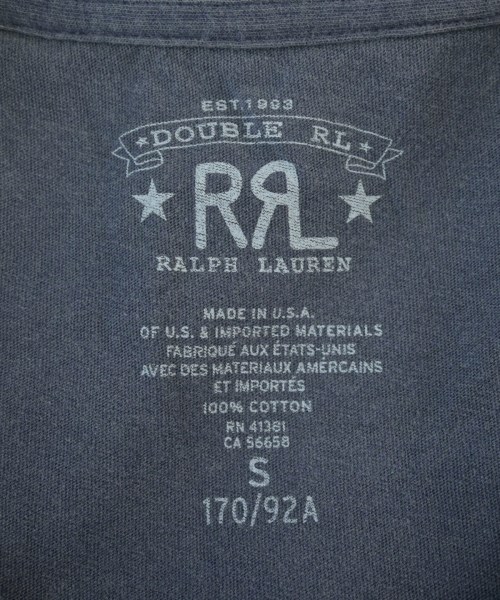 EST. 1993
★DOUBLE RL★
RRL
RALPH LAUREN
MADE IN U.S.A.
OF U.S. & IMPORTED MATERIALS
FABRIQUÉ AUX ÉTATS-UNIS
AVEC DES MATERIAUX AMÉRCAINS
ET IMPORTÉS
100% COTTON
RN 41381
CA 56658
S
170/92A